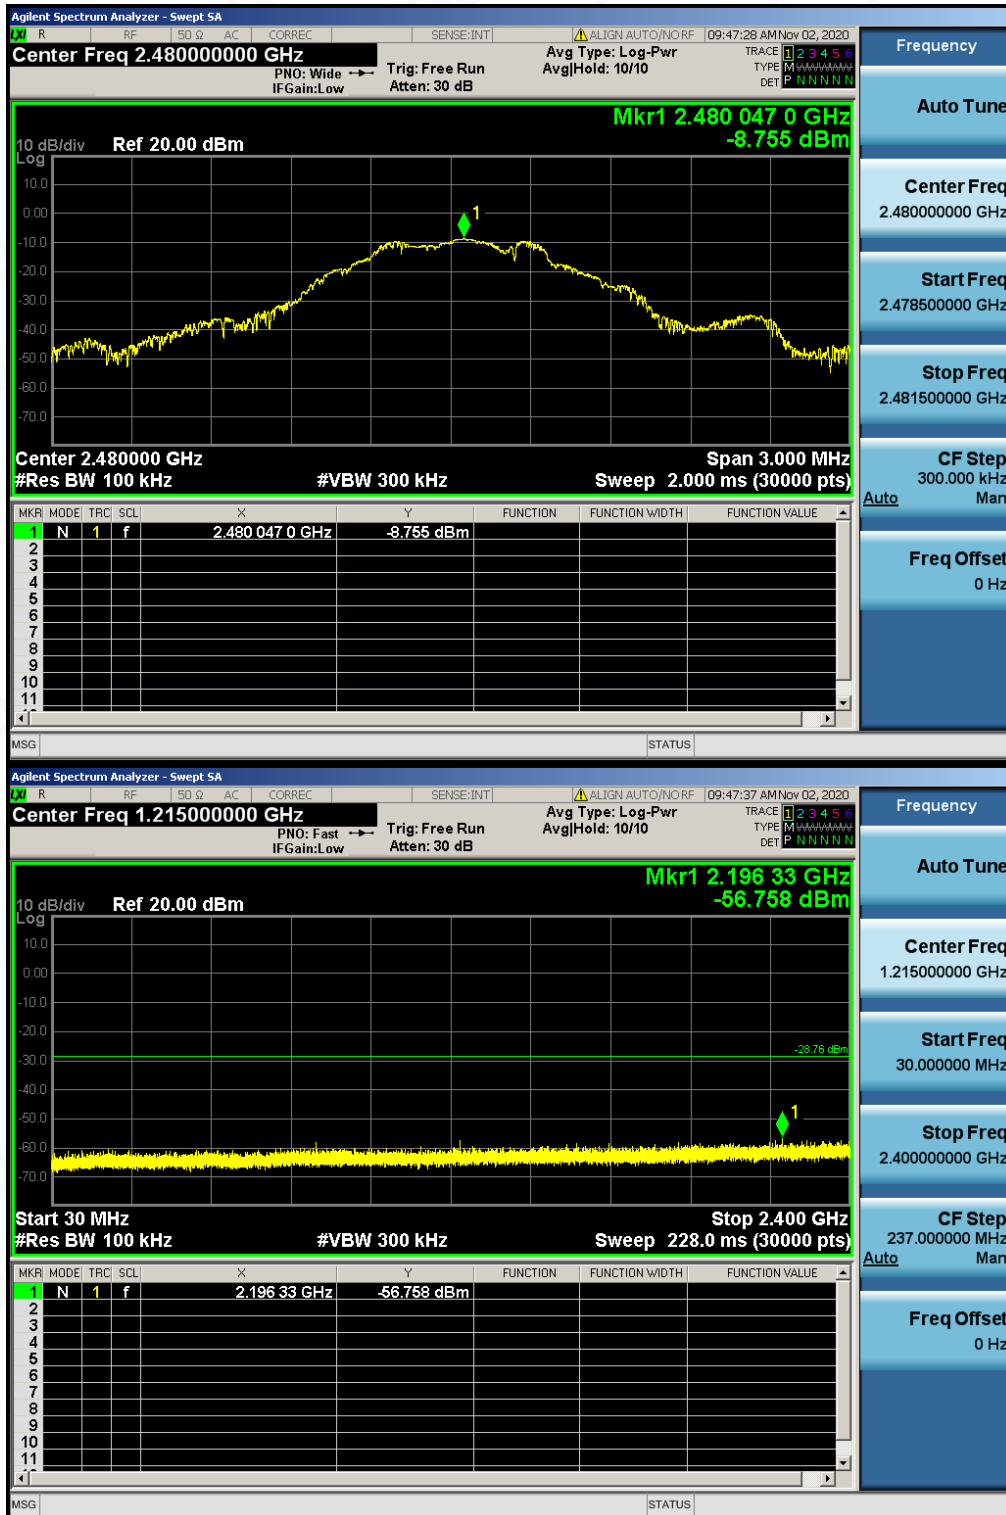 Agilent Spectrum Analyzer - Swept SA
LXI R RF 50 Ω AC CORREC SENSE:INT ALIGN AUTO/NO RF 09:47:28 AM Nov 02, 2020
Center Freq 2.480000000 GHz
PNO: Wide
IFGain:Low
Trig: Free Run
Atten: 30 dB
Avg Type: Log-Pwr
Avg|Hold: 10/10
TRACE 1 2 3 4 5 6
TYPE M W W W W W
DET P N N N N N
Mkr1 2.480 047 0 GHz
-8.755 dBm
10 dB/div Ref 20.00 dBm
Log
10.0
0.00
1
-10.0
-20.0
-30.0
-40.0
-50.0
-60.0
-70.0
Center 2.480000 GHz Span 3.000 MHz
#Res BW 100 kHz #VBW 300 kHz Sweep 2.000 ms (30000 pts)
MKR MODE TRC SCL X Y FUNCTION FUNCTION WIDTH FUNCTION VALUE
1 N 1 f 2.480 047 0 GHz -8.755 dBm
2
3
4
5
6
7
8
9
10
11
MSG STATUS
Frequency
Auto Tune
Center Freq
2.480000000 GHz
Start Freq
2.478500000 GHz
Stop Freq
2.481500000 GHz
CF Step
300.000 kHz
Auto Man
Freq Offset
0 Hz
Agilent Spectrum Analyzer - Swept SA
LXI R RF 50 Ω AC CORREC SENSE:INT ALIGN AUTO/NO RF 09:47:37 AM Nov 02, 2020
Center Freq 1.215000000 GHz
PNO: Fast
IFGain:Low
Trig: Free Run
Atten: 30 dB
Avg Type: Log-Pwr
Avg|Hold: 10/10
TRACE 1 2 3 4 5 6
TYPE M W W W W W
DET P N N N N N
Mkr1 2.196 33 GHz
-56.758 dBm
10 dB/div Ref 20.00 dBm
Log
10.0
0.00
-10.0
-20.0
-28.76 dBm
-30.0
-40.0
-50.0
1
-60.0
-70.0
Start 30 MHz Stop 2.400 GHz
#Res BW 100 kHz #VBW 300 kHz Sweep 228.0 ms (30000 pts)
MKR MODE TRC SCL X Y FUNCTION FUNCTION WIDTH FUNCTION VALUE
1 N 1 f 2.196 33 GHz -56.758 dBm
2
3
4
5
6
7
8
9
10
11
MSG STATUS
Frequency
Auto Tune
Center Freq
1.215000000 GHz
Start Freq
30.000000 MHz
Stop Freq
2.400000000 GHz
CF Step
237.000000 MHz
Auto Man
Freq Offset
0 Hz